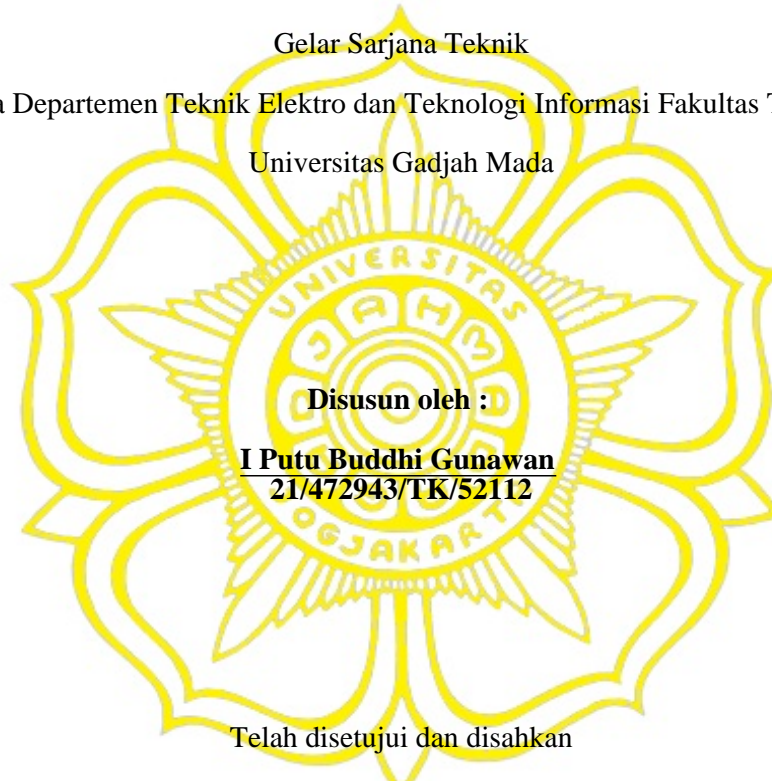 Gelar Sarjana Teknik
a Departemen Teknik Elektro dan Teknologi Informasi Fakultas T
Universitas Gadjah Mada
UNIVERSITAS
Disusun oleh :
I Putu Buddhi Gunawan
21/472943/TK/52112
OGJAKART
Telah disetujui dan disahkan